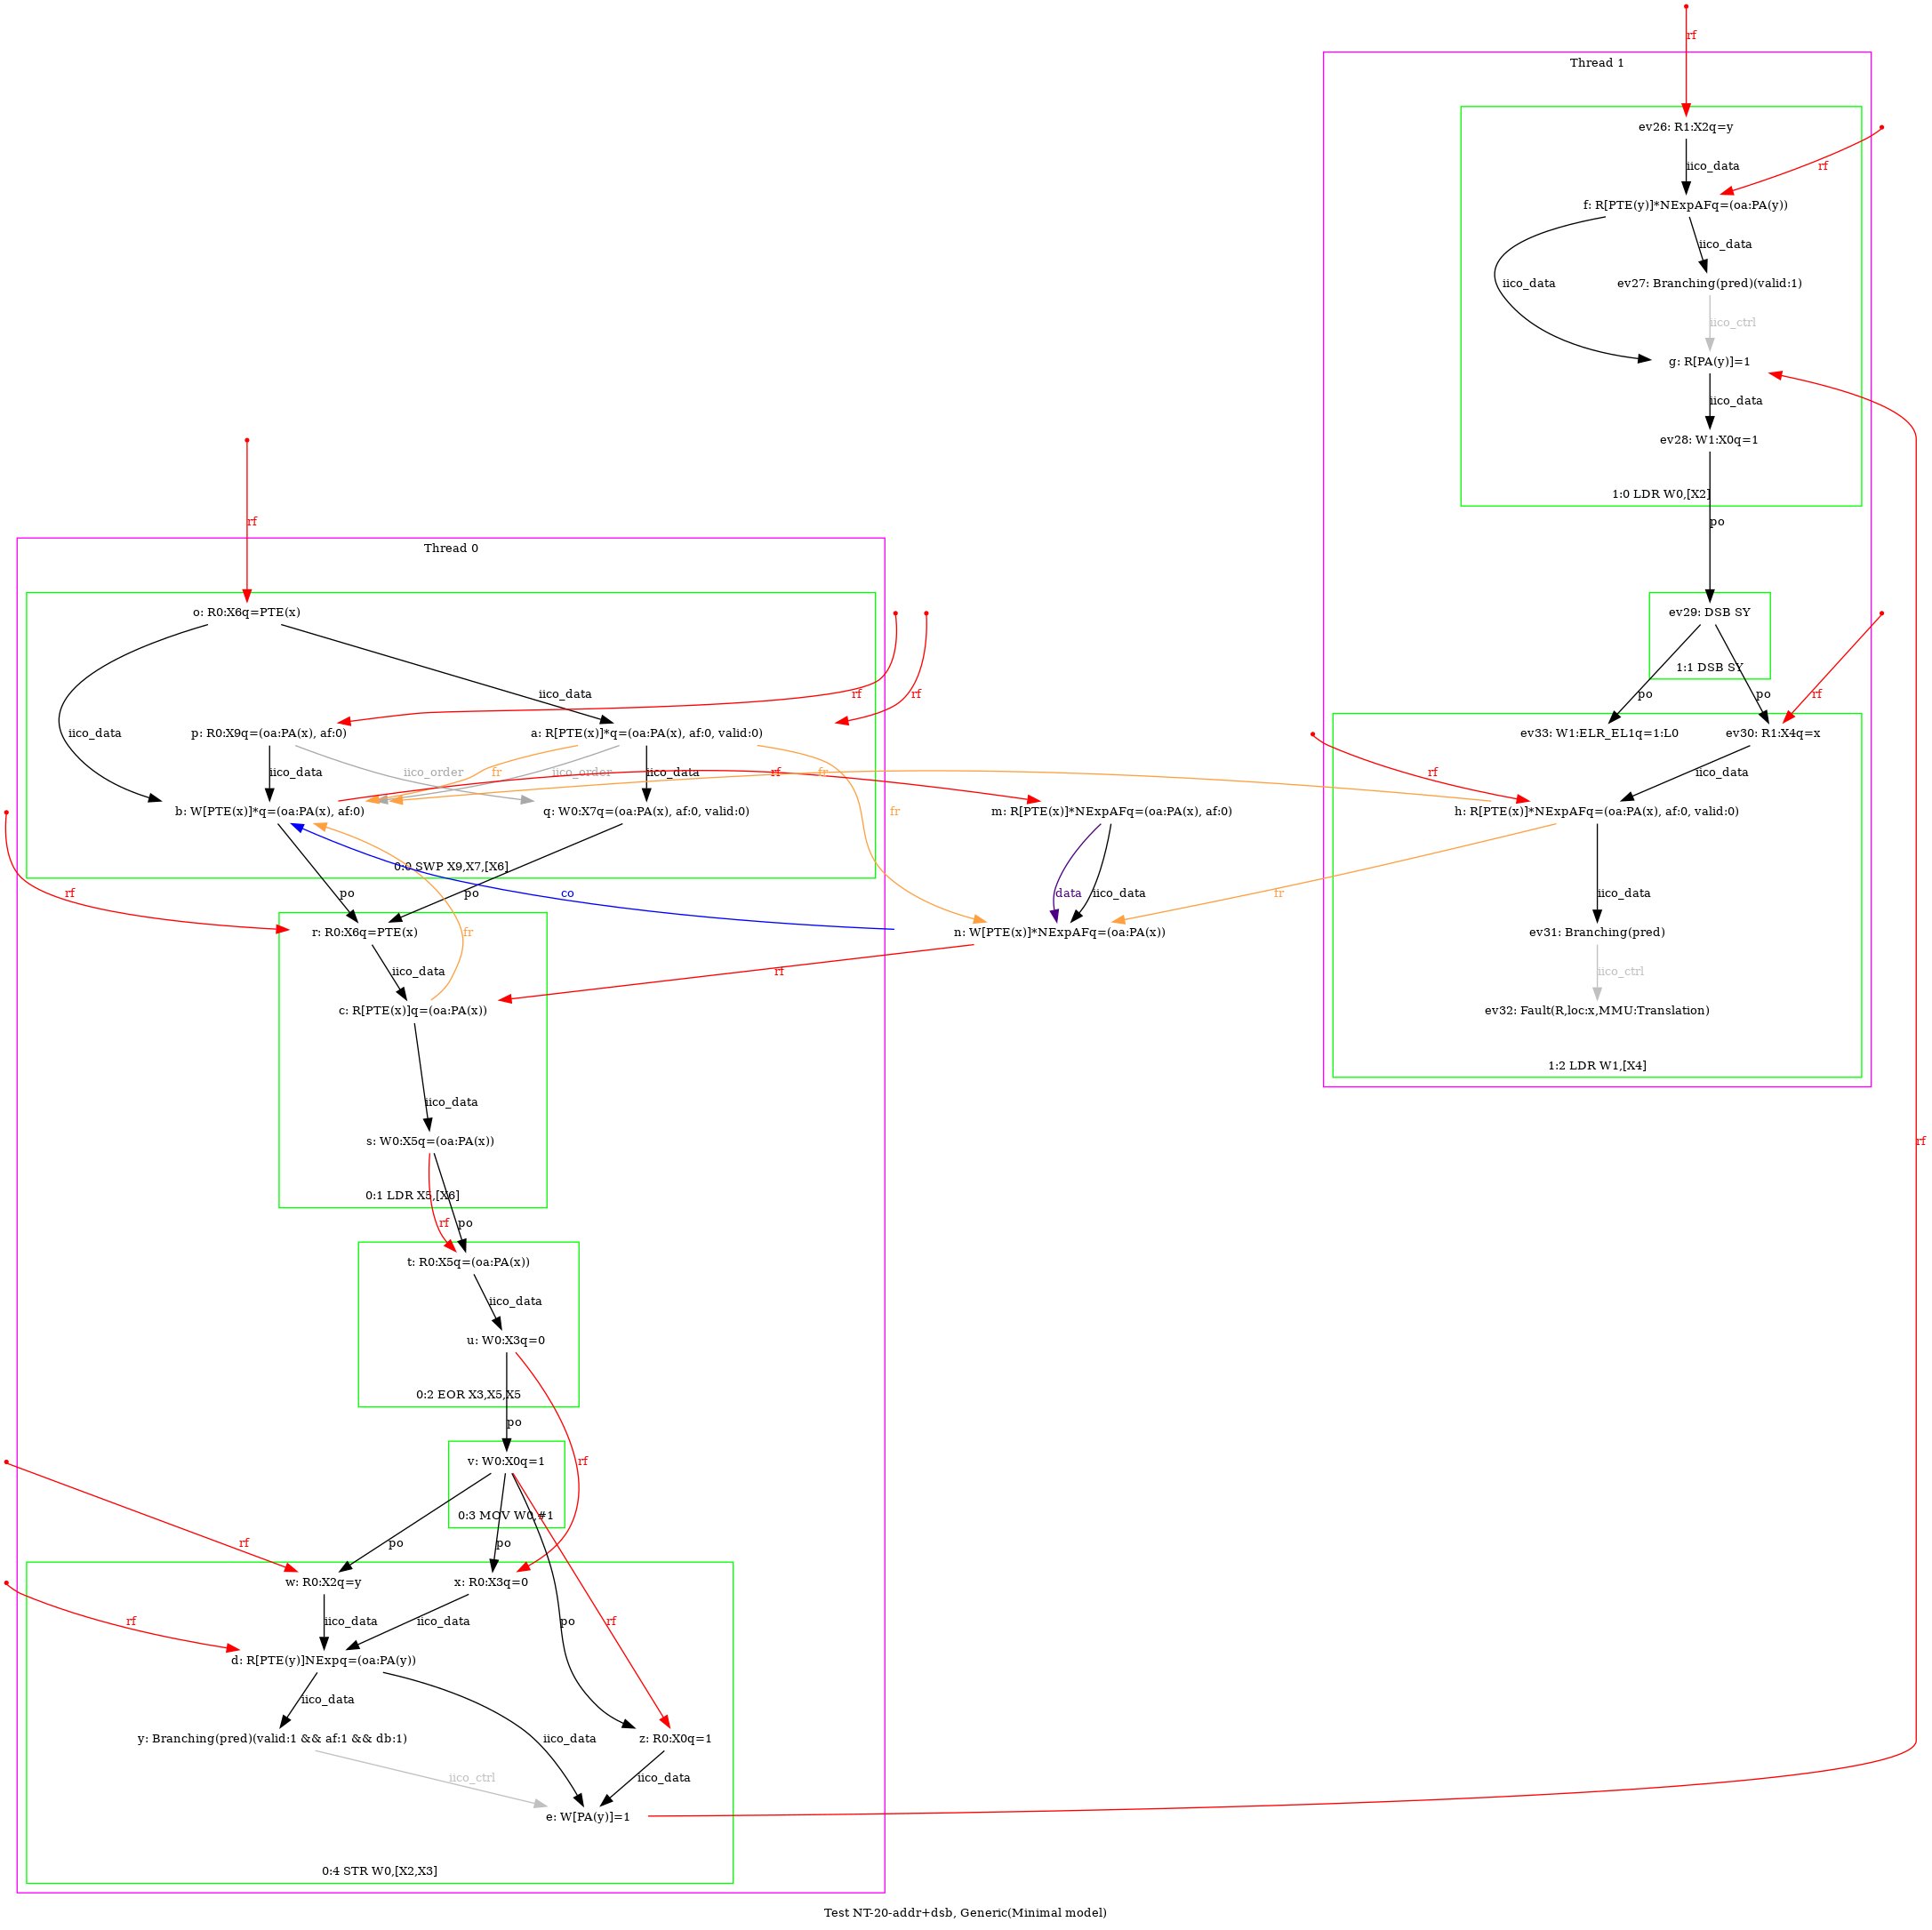 rf
Thread 1
ev26: R1:X2q=y
iico_data
rf
f: R[PTE(y)]*NExpAFq=(oa:PA(y))
iico_data
iico_data
ev27: Branching(pred)(valid:1)
iico_ctrl
g: R[PA(y)]=1
iico_data
ev28: W1:X0q=1
1:0 LDR W0,[X2]
po
ev29: DSB SY
1:1 DSB SY
po
po
rf
ev33: W1:ELR_EL1q=1:L0
ev30: R1:X4q=x
rf
iico_data
h: R[PTE(x)]*NExpAFq=(oa:PA(x), af:0, valid:0)
fr
iico_data
ev31: Branching(pred)
iico_ctrl
ev32: Fault(R,loc:x,MMU:Translation)
1:2 LDR W1,[X4]
rf
rf
Thread 0
o: R0:X6q=PTE(x)
iico_data
rf
rf
iico_data
p: R0:X9q=(oa:PA(x), af:0)
a: R[PTE(x)]*q=(oa:PA(x), af:0, valid:0)
iico_data
iico_order
fr
iico_order
iico_data
rf
fr
b: W[PTE(x)]*q=(oa:PA(x), af:0)
q: W0:X7q=(oa:PA(x), af:0, valid:0)
m: R[PTE(x)]*NExpAFq=(oa:PA(x), af:0)
fr
0:0 SWP X9,X7,[X6]
rf
po
po
co
data
iico_data
r: R0:X6q=PTE(x)
fr
n: W[PTE(x)]*NExpAFq=(oa:PA(x))
iico_data
rf
c: R[PTE(x)]q=(oa:PA(x))
iico_data
s: W0:X5q=(oa:PA(x))
0:1 LDR X5,[X6]
rf
po
t: R0:X5q=(oa:PA(x))
iico_data
u: W0:X3q=0
0:2 EOR X3,X5,X5
po
v: W0:X0q=1
rf
0:3 MOV W0,#1
rf
po
po
w: R0:X2q=y
x: R0:X3q=0
rf
iico_data
iico_data
po
rf
d: R[PTE(y)]NExpq=(oa:PA(y))
iico_data
y: Branching(pred)(valid:1 && af:1 && db:1)
iico_data
z: R0:X0q=1
iico_ctrl
iico_data
e: W[PA(y)]=1
0:4 STR W0,[X2,X3]
Test NT-20-addr+dsb, Generic(Minimal model)